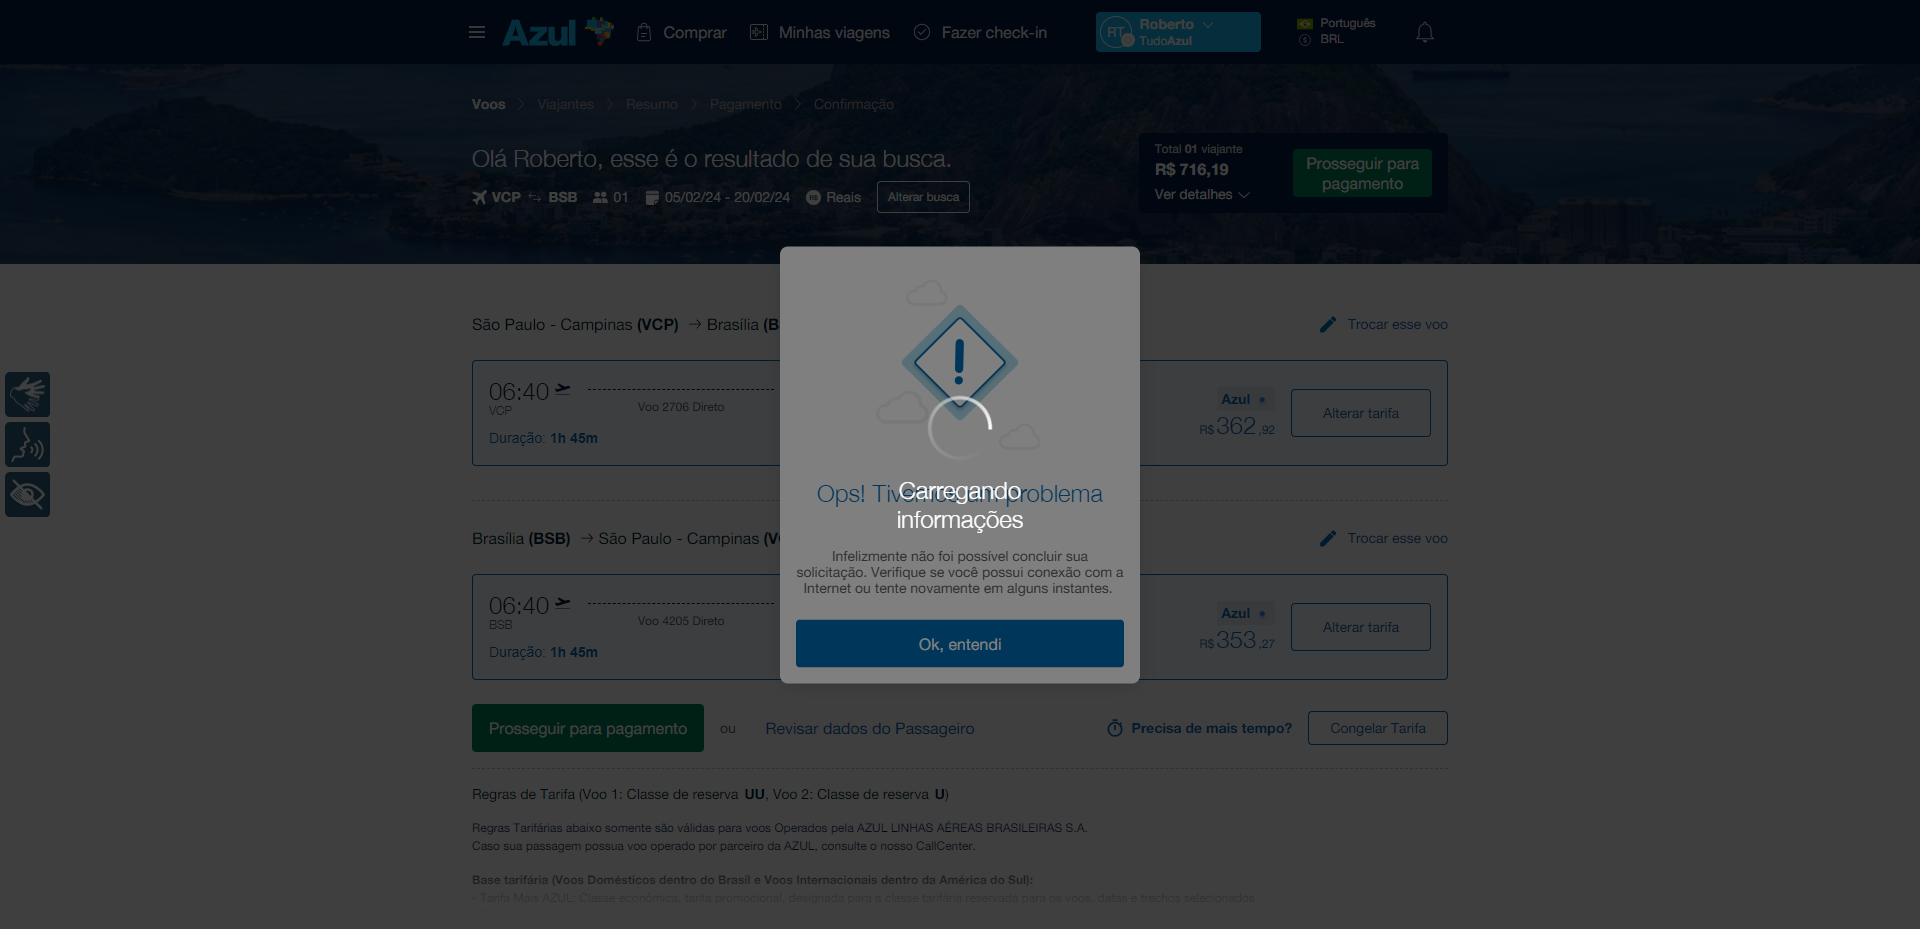 Azul
Comprar
Minhas viagens
Fazer check-in
RT
Roberto
TudoAzul
Português
BRL
Voos
Viajantes
Resumo
Pagamento
Confirmação
Olá Roberto, esse é o resultado de sua busca.
VCP BSB 01 05/02/24 - 20/02/24 R$ Reais
Alterar busca
Total 01 viajante
R$ 716,19
Ver detalhes
Prosseguir para
pagamento
São Paulo - Campinas (VCP) → Brasília (B
Trocar esse voo
06:40
VCP
Voo 2706 Direto
Duração: 1h 45m
Azul
R$ 362,92
Alterar tarifa
Ops! Tivemos um problema
Carregando
informações
Infelizmente não foi possível concluir sua
solicitação. Verifique se você possui conexão com a
Internet ou tente novamente em alguns instantes.
Ok, entendi
Brasília (BSB) → São Paulo - Campinas (V
Trocar esse voo
06:40
BSB
Voo 4205 Direto
Duração: 1h 45m
Azul
R$ 353,27
Alterar tarifa
Prosseguir para pagamento
ou
Revisar dados do Passageiro
Precisa de mais tempo?
Congelar Tarifa
Regras de Tarifa (Voo 1: Classe de reserva UU, Voo 2: Classe de reserva U)
Regras Tarifárias abaixo somente são válidas para voos Operados pela AZUL LINHAS AÉREAS BRASILEIRAS S.A.
Caso sua passagem possua voo operado por parceiro da AZUL, consulte o nosso CallCenter.
Base tarifária (Voos Domésticos dentro do Brasil e Voos Internacionais dentro da América do Sul):
- Tarifa Mais AZUL: Classe econômica, tarifa promocional, designada para a classe tarifária reservada para os voos, datas e trechos selecionados